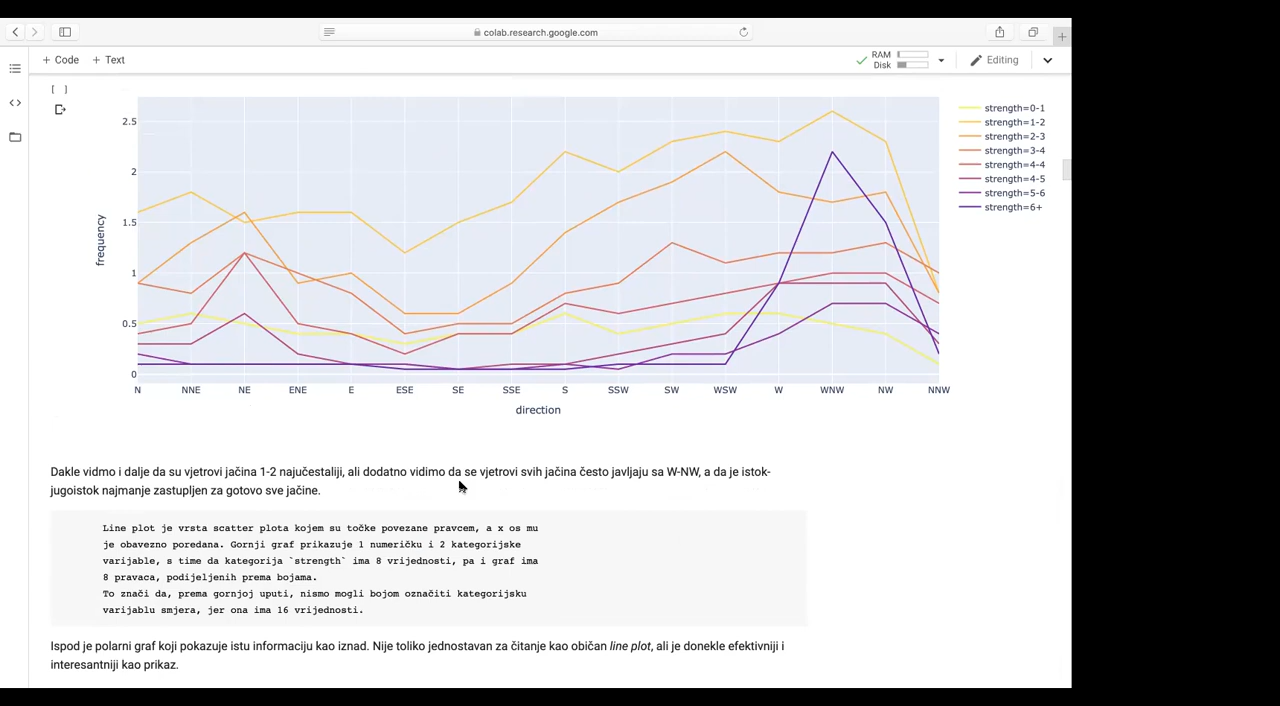 colab.research.google.com
+ Code + Text
RAM
Disk
Editing
[ ]
strength=0-1
strength=1-2
strength=2-3
strength=3-4
strength=4-4
strength=4-5
strength=5-6
strength=6+
frequency
2.5
2
1.5
1
0.5
0
N NNE NE ENE E ESE SE SSE S SSW SW WSW W WNW NW NNW
direction
Dakle vidmo i dalje da su vjetrovi jačina 1-2 najučestaliji, ali dodatno vidimo da se vjetrovi svih jačina često javljaju sa W-NW, a da je istok-
jugoistok najmanje zastupljen za gotovo sve jačine.
Line plot je vrsta scatter plota kojem su točke povezane pravcem, a x os mu
je obavezno poredana. Gornji graf prikazuje 1 numeričku i 2 kategorijske
varijable, s time da kategorija `strength` ima 8 vrijednosti, pa i graf ima
8 pravaca, podijeljenih prema bojama.
To znači da, prema gornjoj uputi, nismo mogli bojom označiti kategorijsku
varijablu smjera, jer ona ima 16 vrijednosti.
Ispod je polarni graf koji pokazuje istu informaciju kao iznad. Nije toliko jednostavan za čitanje kao običan line plot, ali je donekle efektivniji i
interesantniji kao prikaz.